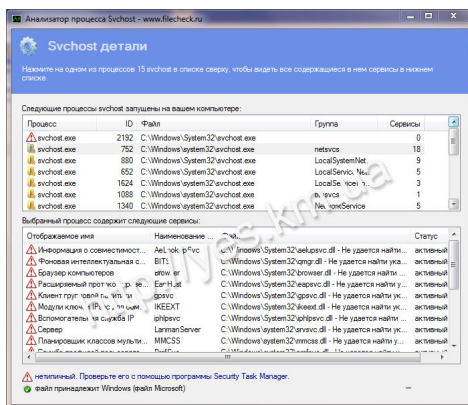 Анализатор процесса Svchost - www.filecheck.ru
Svchost детали
Нажмите на одном из процессов 15 svchost в списке сверху, чтобы видеть все содержащиеся в нем сервисы в нижнем
списке.
Следующие процессы svchost запущены на вашем компьютере:
Процесс ID Файл Группа Сервисы
svchost.exe 2192 C:\Windows\System32\svchost.exe 0
svchost.exe 752 C:\Windows\System32\svchost.exe netsvcs 18
svchost.exe 880 C:\Windows\System32\svchost.exe LocalSystemNet. 9
svchost.exe 652 C:\Windows\System32\svchost.exe 5
svchost.exe 1624 C:\Windows\System32\svchost.exe 3
svchost.exe 1088 C:\Windows\System32\svchost.exe 1
svchost.exe 1340 C:\Windows\System32\svchost.exe NetworkService 5
Выбранный процесс содержит следующие сервисы:
Отображаемое имя Наименование ... Статус
Информация о совместимост... C:\Windows\System32\aelupsvc.dll - Не удается найти ... активный
Фоновая интеллектуальная с... BITS C:\Windows\System32\qmgr.dll - Не удается найти ука... активный
Браузер компьютеров C:\Windows\System32\browser.dll - Не удается найти ... активный
Расширяемый C:\Windows\System32\eapsvc.dll - Не удается найти у... активный
Клиент групповой политики gpsvc C:\Windows\System32\gpsvc.dll - Не удается найти ук... активный
Модули IKEEXT C:\Windows\System32\ikeext.dll - Не удается найти ук... активный
Вспомогательная служба IP iphlpsvc C:\Windows\System32\iphlpsvc.dll - Не удается найти ... активный
Сервер LanmanServer C:\Windows\System32\srvsvc.dll - Не удается найти ук... активный
Планировщик классов мульти... MMCSS C:\Windows\System32\mmcss.dll - Не удается найти у... активный
http://yes.km.ua
нетипичный. Проверьте его с помощью программы Security Task Manager.
файл принадлежит Windows (файл Microsoft)